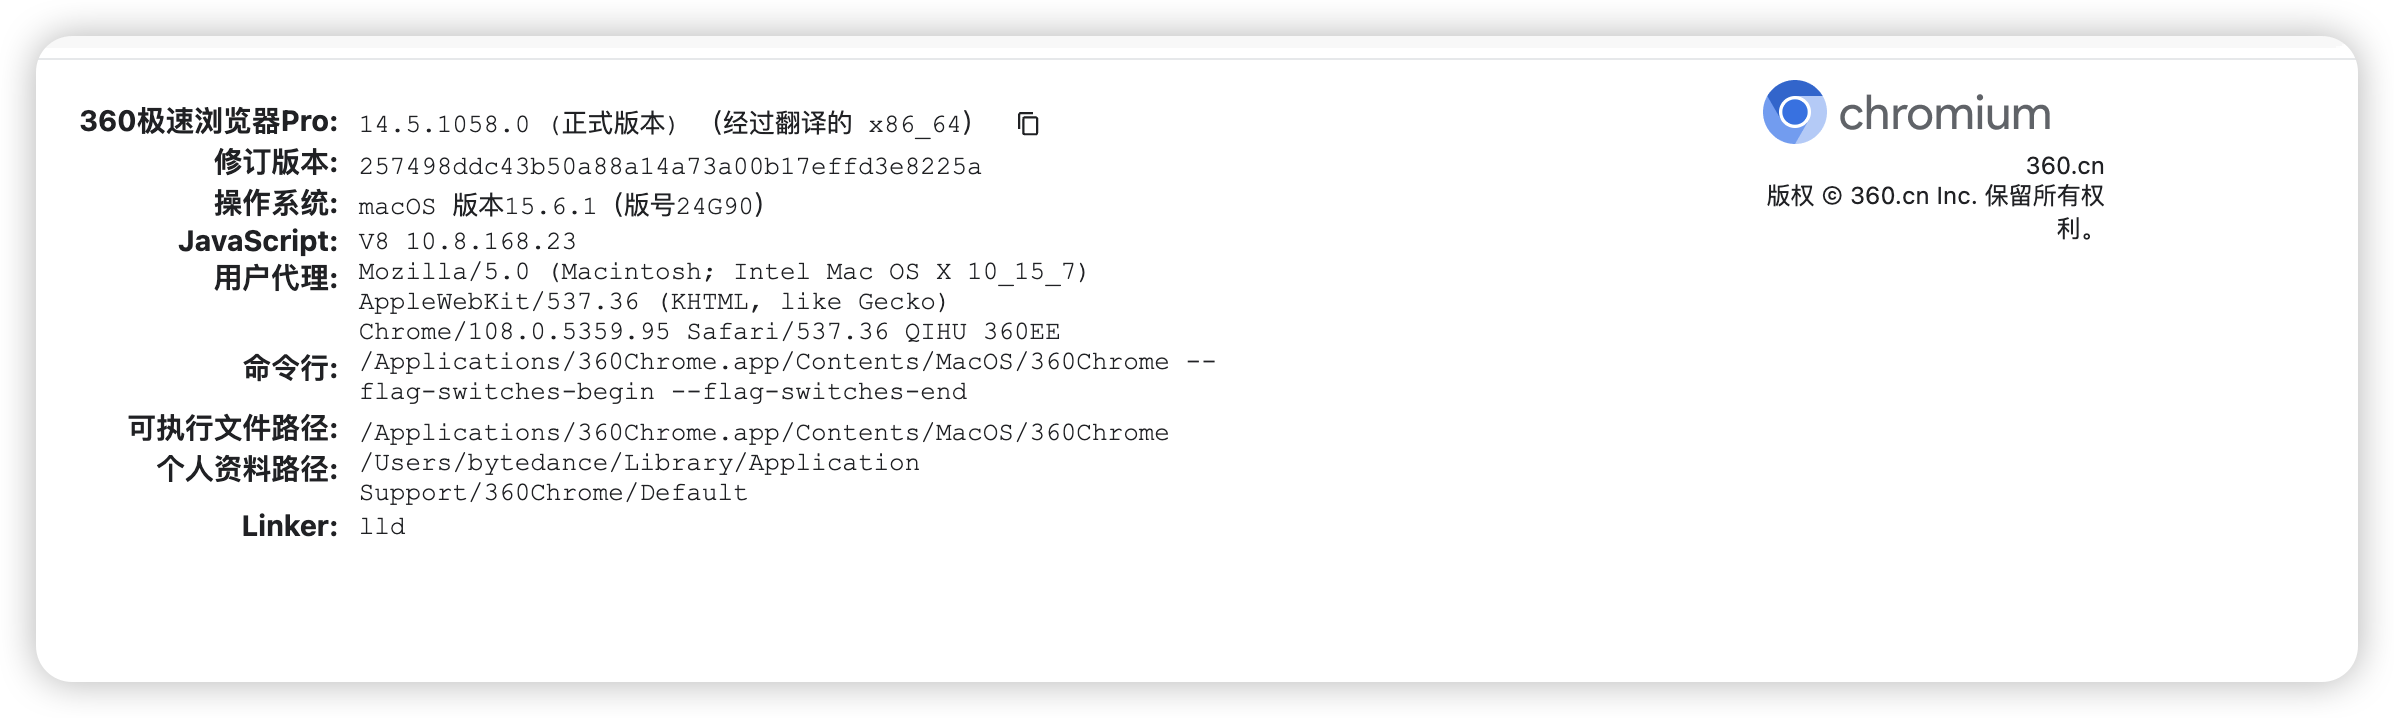 360极速浏览器Pro: 14.5.1058.0 (正式版本) (经过翻译的 x86_64)
修订版本: 257498ddc43b50a88a14a73a00b17effd3e8225a
操作系统: macOS 版本15.6.1（版号24G90）
JavaScript: V8 10.8.168.23
用户代理: Mozilla/5.0 (Macintosh; Intel Mac OS X 10_15_7)
AppleWebKit/537.36 (KHTML, like Gecko)
Chrome/108.0.5359.95 Safari/537.36 QIHU 360EE
命令行: /Applications/360Chrome.app/Contents/MacOS/360Chrome --
flag-switches-begin --flag-switches-end
可执行文件路径: /Applications/360Chrome.app/Contents/MacOS/360Chrome
个人资料路径: /Users/bytedance/Library/Application
Support/360Chrome/Default
Linker: lld
chromium
360.cn
版权 © 360.cn Inc. 保留所有权
利。